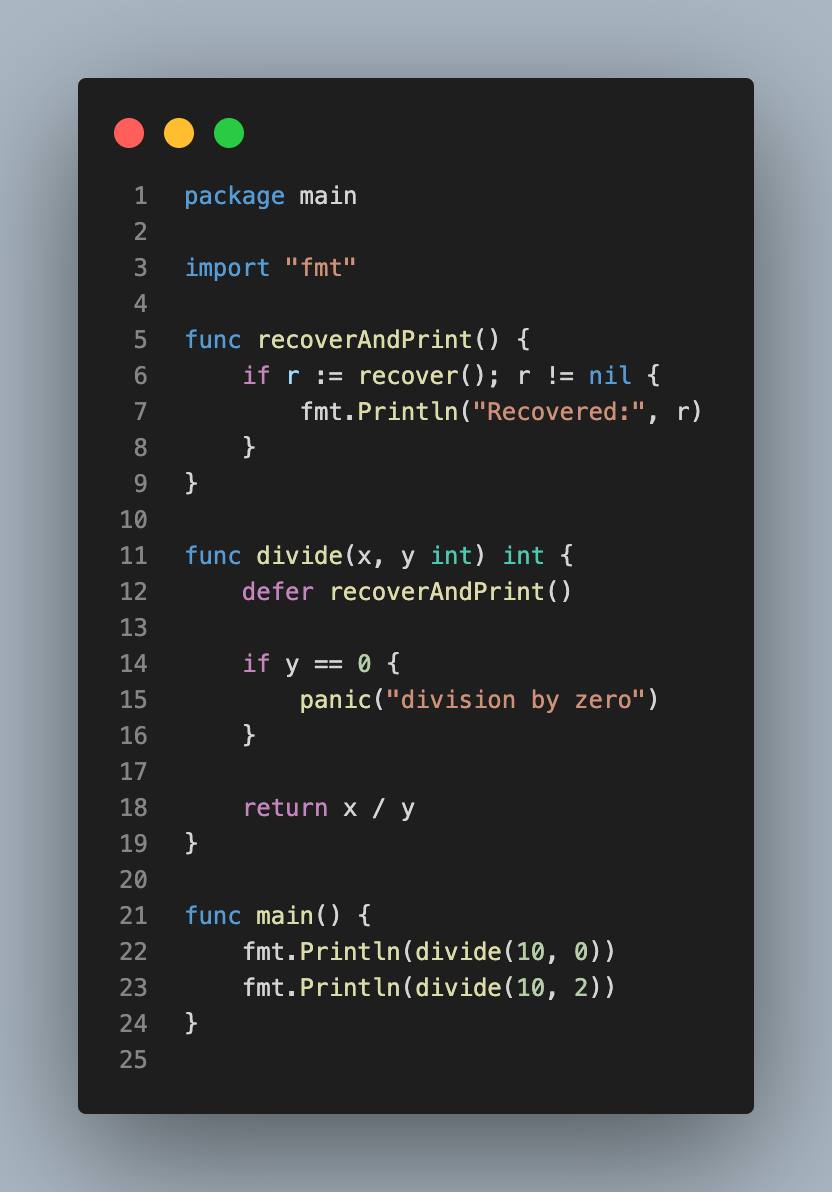 1 package main
2
3 import "fmt"
4
5 func recoverAndPrint() {
6     if r := recover(); r != nil {
7         fmt.Println("Recovered:", r)
8     }
9 }
10
11 func divide(x, y int) int {
12     defer recoverAndPrint()
13
14     if y == 0 {
15         panic("division by zero")
16     }
17
18     return x / y
19 }
20
21 func main() {
22     fmt.Println(divide(10, 0))
23     fmt.Println(divide(10, 2))
24 }
25